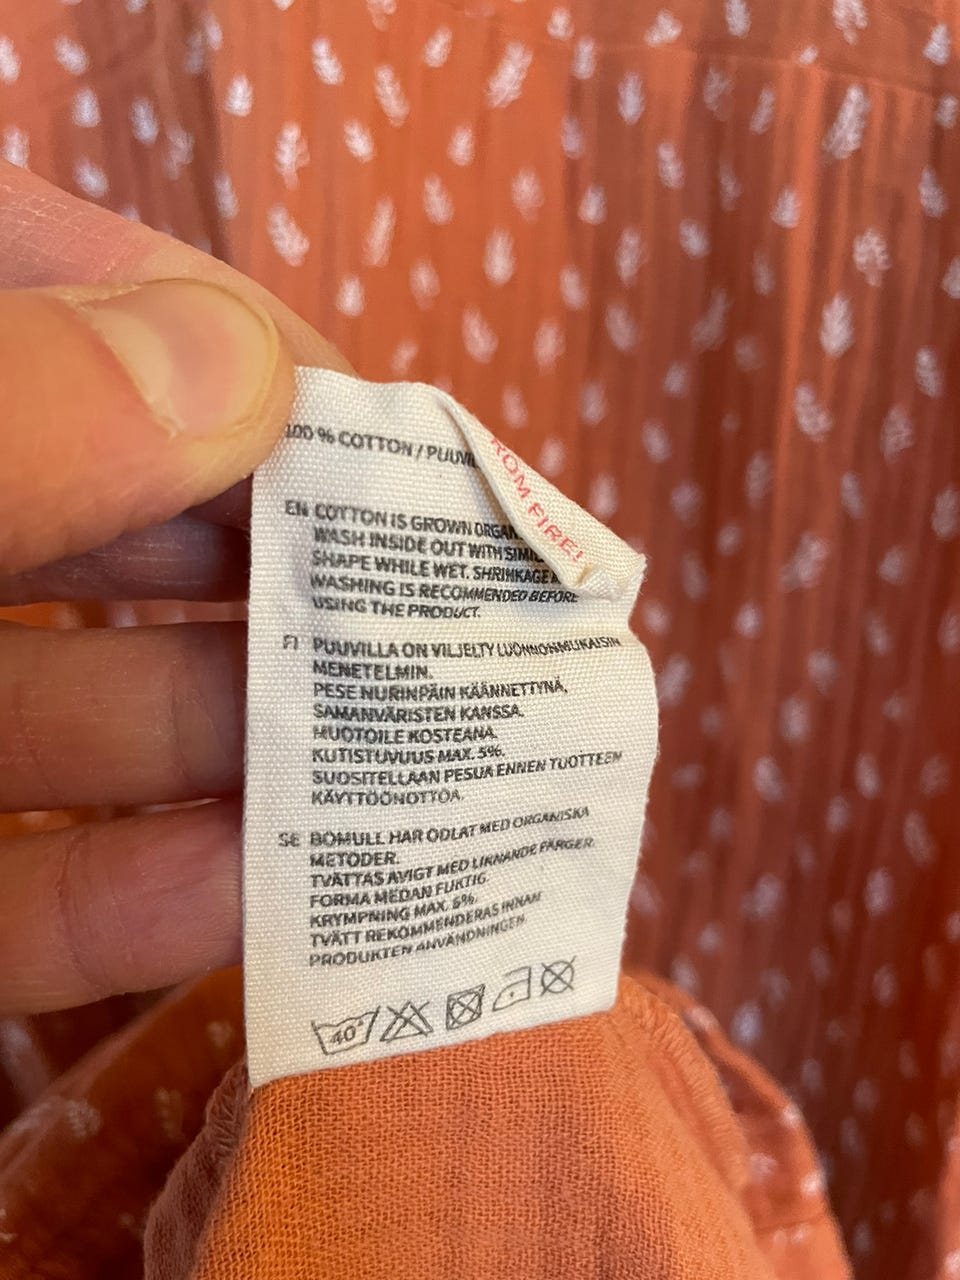 100 % COTTON / PUUVI
ROM FIRE!
EN COTTON IS GROWN ORGAN
WASH INSIDE OUT WITH SIMIL
SHAPE WHILE WET. SHRINKAGE
WASHING IS RECOMMENDED BEFORE
USING THE PRODUCT.
FI PUUVILLA ON VILJELTY LUONNONMUKAISIN
MENETELMIN.
PESE NURINPÄIN KÄÄNNETTYNÄ,
SAMANVÄRISTEN KANSSA.
MUOTOILE KOSTEANA.
KUTISTUVUUS MAX. 5%.
SUOSITELLAAN PESUA ENNEN TUOTTEEN
KÄYTTÖÖNOTTOA.
SE BOMULL HAR ODLAT MED ORGANISKA
METODER.
TVÄTTAS AVIGT MED LIKNANDE FÄRGER.
FORMA MEDAN FUKTIG.
KRYMPNING MAX. 5%.
TVÄTT REKOMMENDERAS INNAN
PRODUKTEN ANVÄNDNINGEN.
40°